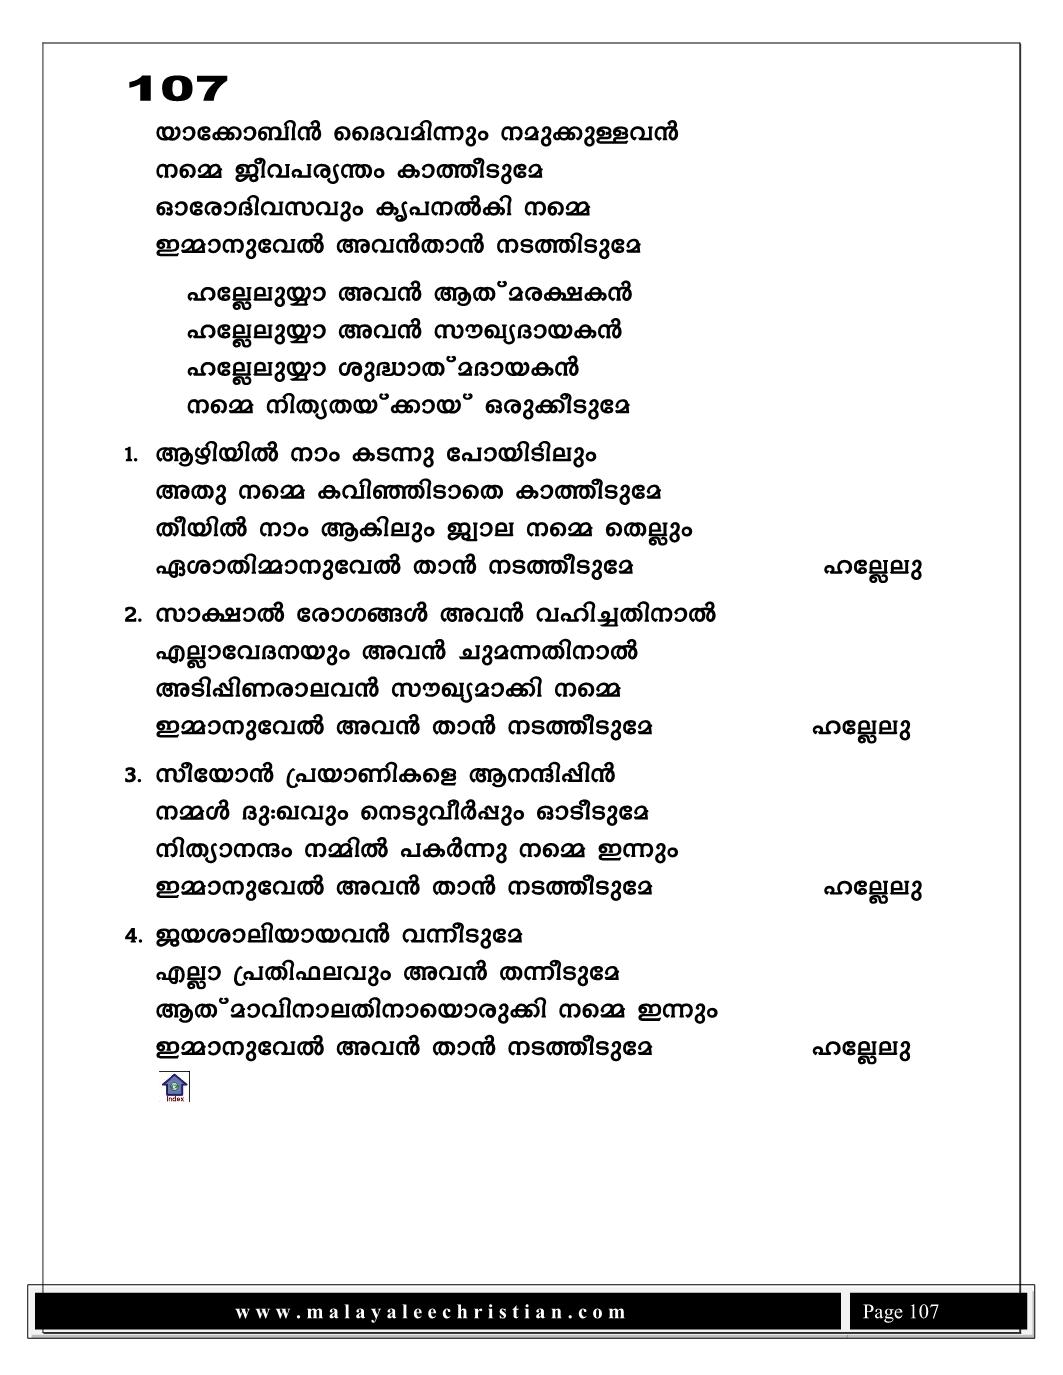 107
യാക്കോബിൻ ദൈവമിന്നും നമുക്കുള്ളവൻ
നമ്മെ ജീവപര്യന്തം കാത്തീടുമേ
ഓരോദിവസവും കൃപനൽകി നമ്മെ
ഇമ്മാനുവേൽ അവൻതാൻ നടത്തിടുമേ
ഹല്ലേലുയ്യാ അവൻ ആത്‌മരക്ഷകൻ
ഹല്ലേലുയ്യാ അവൻ സൗഖ്യദായകൻ
ഹല്ലേലുയ്യാ ശുദ്ധാത്‌മദായകൻ
നമ്മെ നിത്യതയ്ക്കായ് ഒരുക്കീടുമേ
1. ആഴിയിൽ നാം കടന്നു പോയിടിലും
അതു നമ്മെ കവിഞ്ഞിടാതെ കാത്തീടുമേ
തീയിൽ നാം ആകിലും ജ്വാല നമ്മെ തെല്ലും
ഏശാതിമ്മാനുവേൽ താൻ നടത്തീടുമേ ഹല്ലേലു
2. സാക്ഷാൽ രോഗങ്ങൾ അവൻ വഹിച്ചതിനാൽ
എല്ലാവേദനയും അവൻ ചുമന്നതിനാൽ
അടിപ്പിണരാലവൻ സൗഖ്യമാക്കി നമ്മെ
ഇമ്മാനുവേൽ അവൻ താൻ നടത്തീടുമേ ഹല്ലേലു
3. സീയോൻ പ്രയാണികളെ ആനന്ദിപ്പിൻ
നമ്മൾ ദുഃഖവും നെടുവീർപ്പും ഓടീടുമേ
നിത്യാനന്ദം നമ്മിൽ പകർന്നു നമ്മെ ഇന്നും
ഇമ്മാനുവേൽ അവൻ താൻ നടത്തീടുമേ ഹല്ലേലു
4. ജയശാലിയായവൻ വന്നീടുമേ
എല്ലാ പ്രതിഫലവും അവൻ തന്നീടുമേ
ആത്‌മാവിനാലതിനായൊരുക്കി നമ്മെ ഇന്നും
ഇമ്മാനുവേൽ അവൻ താൻ നടത്തീടുമേ ഹല്ലേലു
Index
www.malayaleechristian.com Page 107